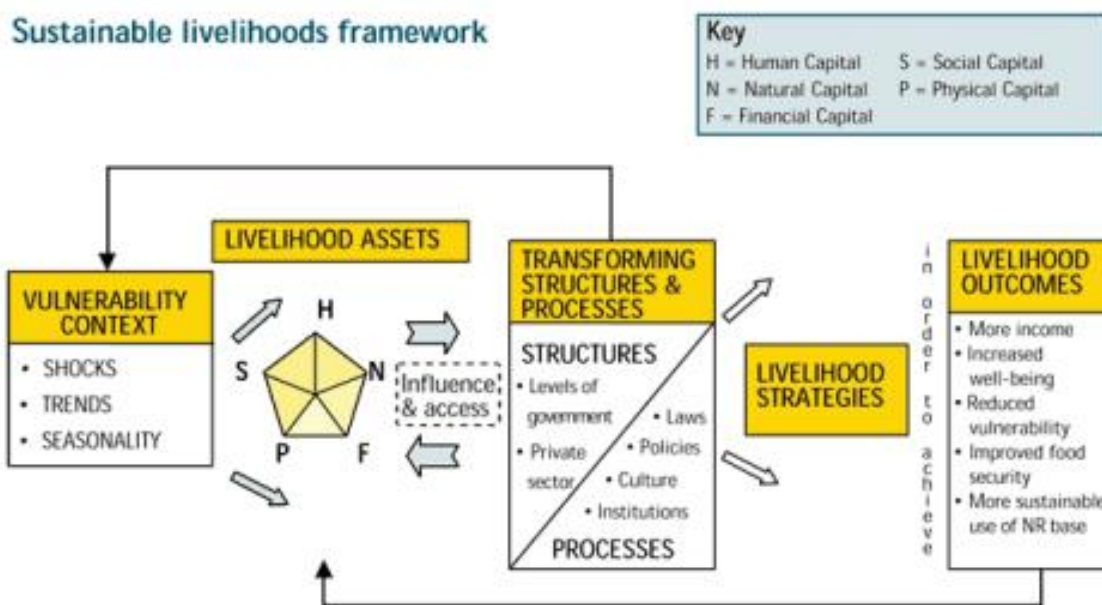 Sustainable livelihoods framework
Key
H = Human Capital S = Social Capital
N = Natural Capital P = Physical Capital
F = Financial Capital
LIVELIHOOD ASSETS
VULNERABILITY
CONTEXT
• SHOCKS
• TRENDS
• SEASONALITY
H
S
N
P
F
Influence
& access
TRANSFORMING
STRUCTURES &
PROCESSES
STRUCTURES
• Levels of
government
• Private
sector
• Laws
• Policies
• Culture
• Institutions
PROCESSES
LIVELIHOOD
STRATEGIES
in order to achieve
LIVELIHOOD
OUTCOMES
• More income
• Increased
well-being
• Reduced
vulnerability
• Improved food
security
• More sustainable
use of NR base